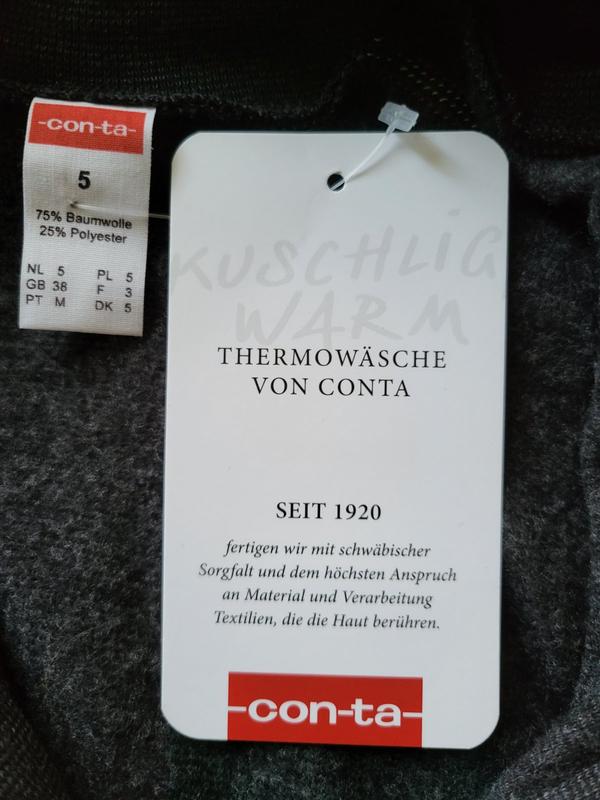 -con-ta-
5
75% Baumwolle
25% Polyester
NL 5 PL 5
GB 38 F 3
PT M DK 5
KUSCHLIG
WARM
THERMOWÄSCHE
VON CONTA
SEIT 1920
fertigen wir mit schwäbischer
Sorgfalt und dem höchsten Anspruch
an Material und Verarbeitung
Textilien, die die Haut berühren.
-con-ta-